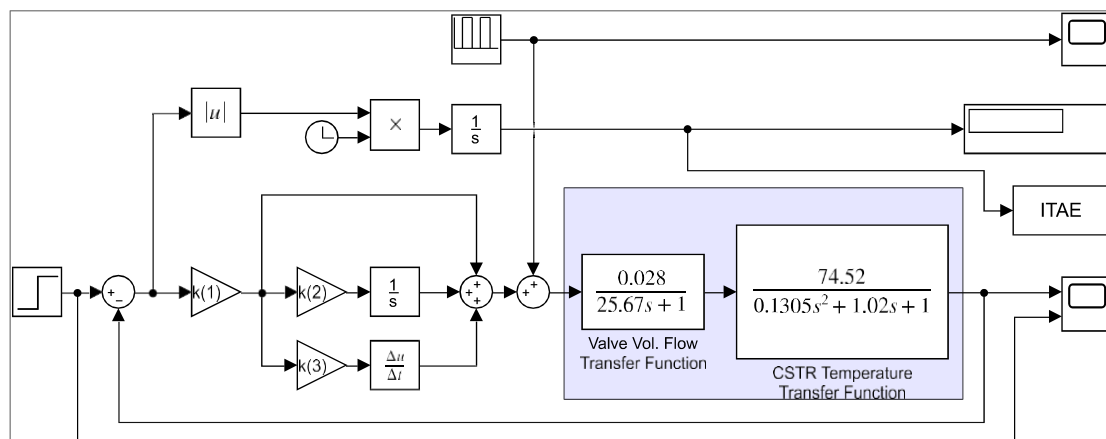 |u|
×
1
s
ITAE
k(1)
k(2)
1
s
+
−
+
+
+
+
+
0.028
25.67s + 1
74.52
0.1305s² + 1.02s + 1
k(3)
Δu
Δt
Valve Vol. Flow
Transfer Function
CSTR Temperature
Transfer Function